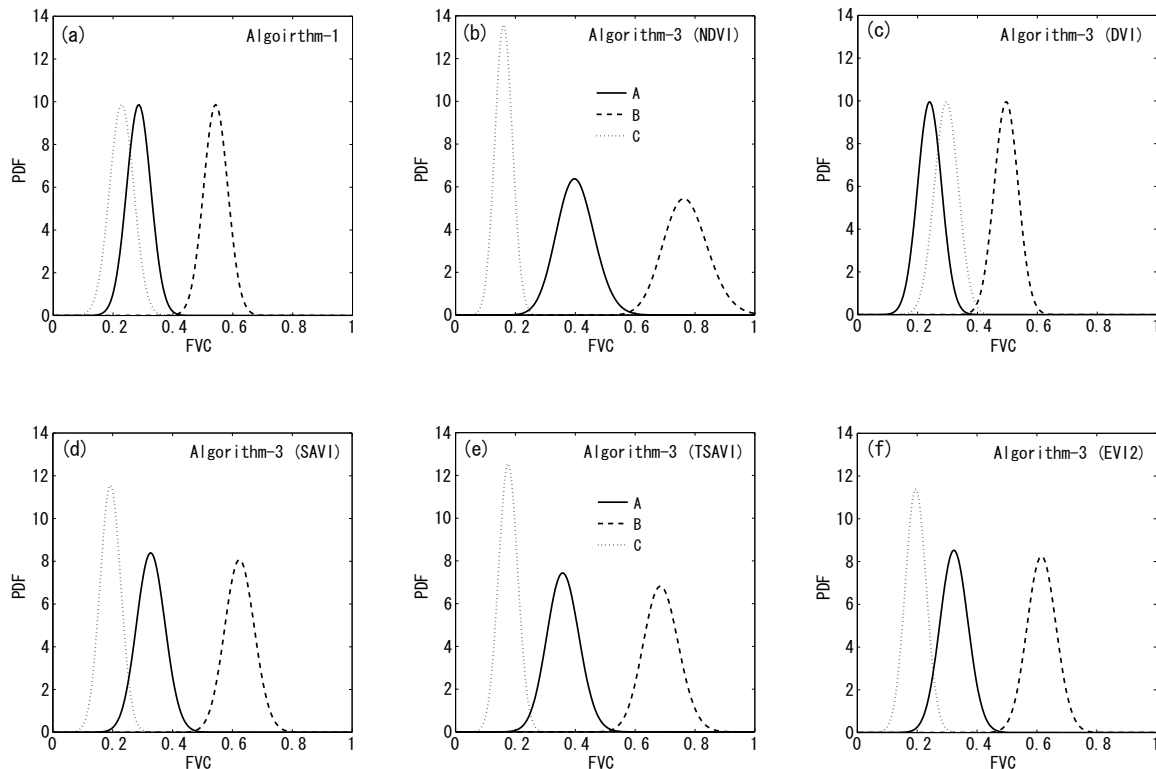 (a) Algoirthm-1
14
12
10
8
6
4
2
0
PDF
0 0.2 0.4 0.6 0.8 1
FVC
(b) Algorithm-3 (NDVI)
A
B
C
14
12
10
8
6
4
2
0
PDF
0 0.2 0.4 0.6 0.8 1
FVC
(c) Algorithm-3 (DVI)
14
12
10
8
6
4
2
0
PDF
0 0.2 0.4 0.6 0.8 1
FVC
(d) Algorithm-3 (SAVI)
14
12
10
8
6
4
2
0
PDF
0 0.2 0.4 0.6 0.8 1
FVC
(e) Algorithm-3 (TSAVI)
A
B
C
14
12
10
8
6
4
2
0
PDF
0 0.2 0.4 0.6 0.8 1
FVC
(f) Algorithm-3 (EVI2)
14
12
10
8
6
4
2
0
PDF
0 0.2 0.4 0.6 0.8 1
FVC